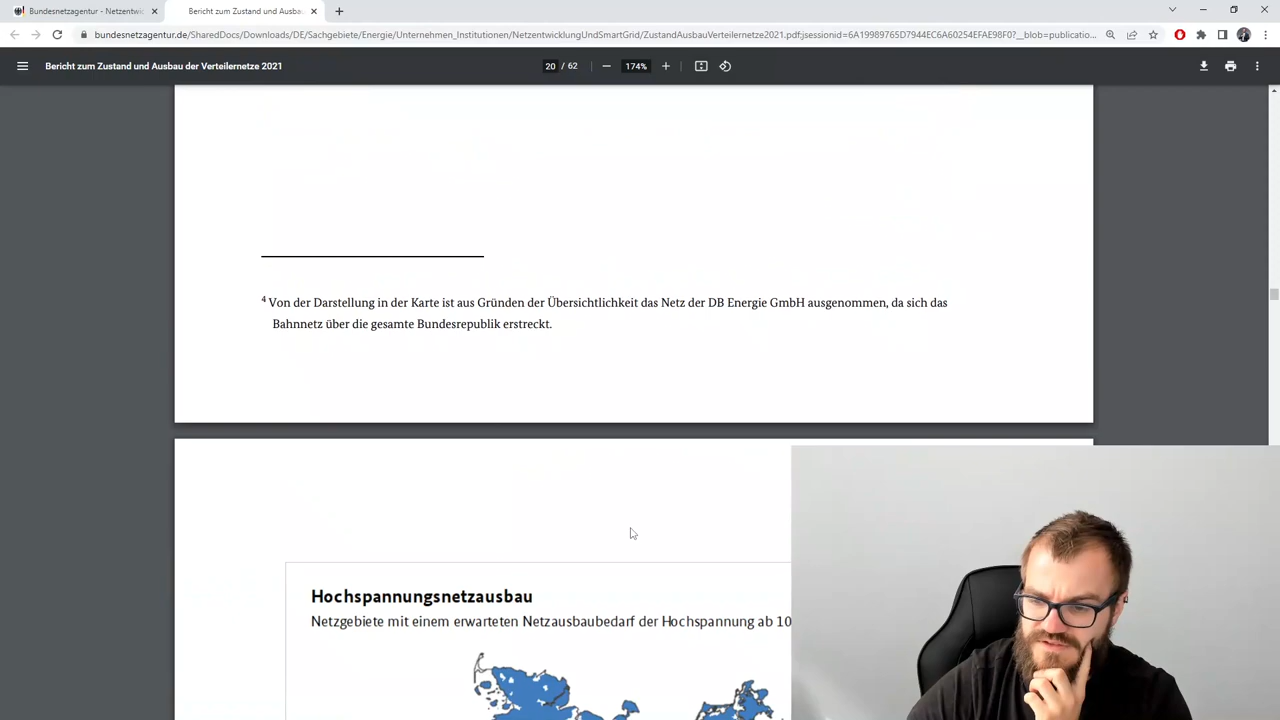 Bundesnetzagentur - Netzentwic
Bericht zum Zustand und Ausbau
bundesnetzagentur.de/SharedDocs/Downloads/DE/Sachgebiete/Energie/Unternehmen_Institutionen/NetzentwicklungUndSmartGrid/ZustandAusbauVerteilernetze2021.pdf;jsessionid=6A19989765D7944EC6A60254EFAE98F0?__blob=publicatio...
Bericht zum Zustand und Ausbau der Verteilernetze 2021
20 / 62
174%
4 Von der Darstellung in der Karte ist aus Gründen der Übersichtlichkeit das Netz der DB Energie GmbH ausgenommen, da sich das
Bahnnetz über die gesamte Bundesrepublik erstreckt.
Hochspannungsnetzausbau
Netzgebiete mit einem erwarteten Netzausbaubedarf der Hochspannung ab 10